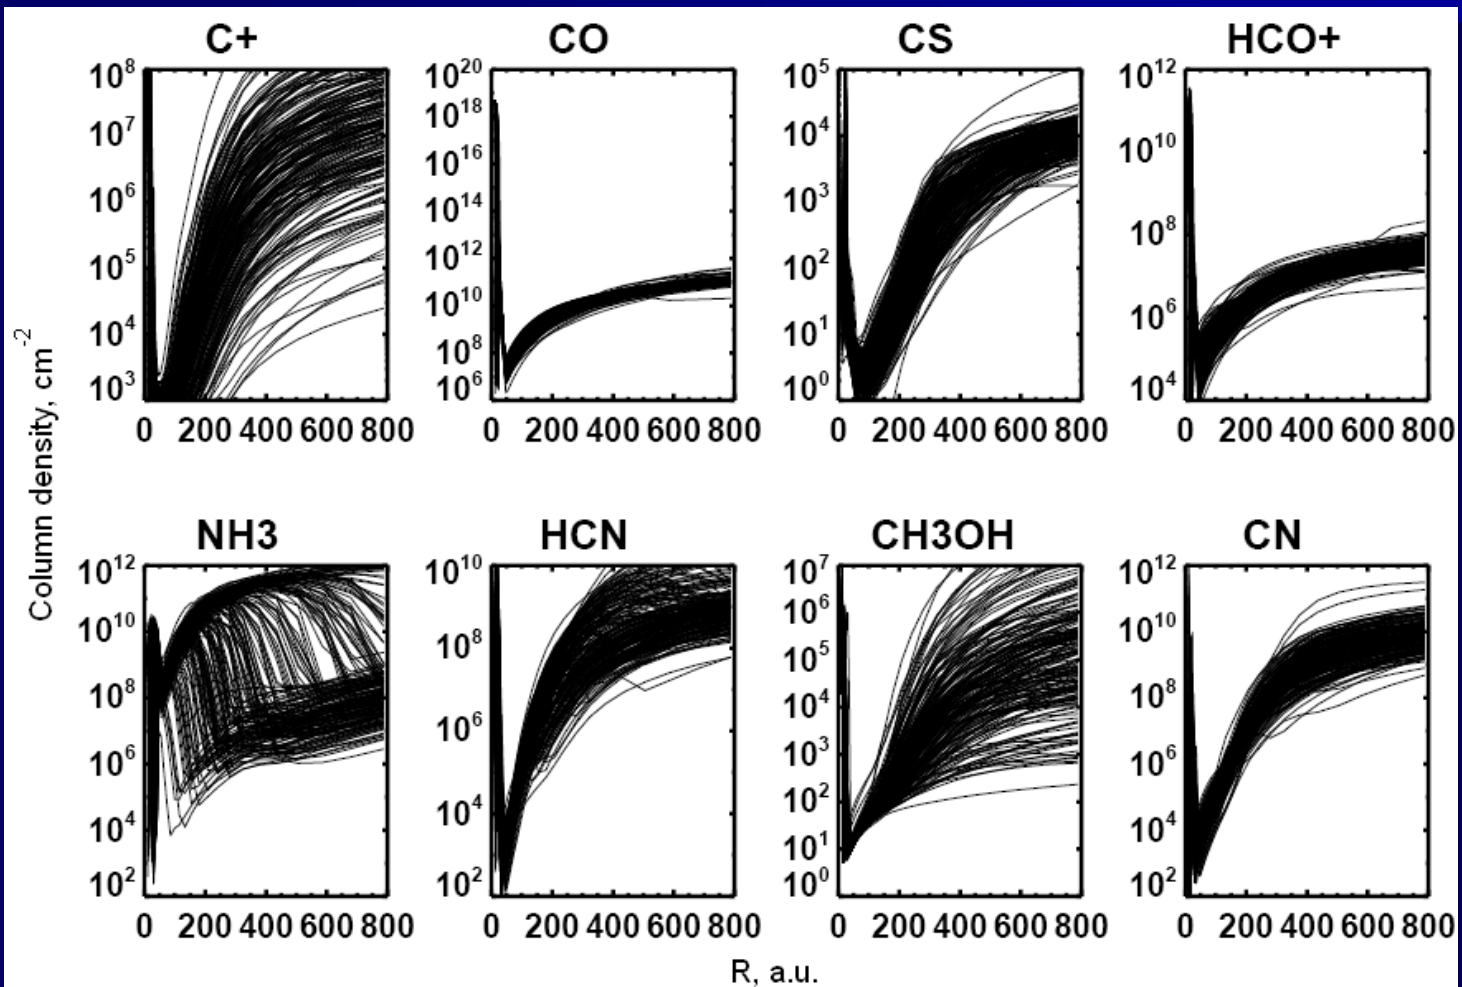 C+ CO CS HCO+
10^8 10^20 10^5 10^12
10^7 10^18 10^4 10^10
10^6 10^16 10^3 10^8
10^5 10^14 10^2 10^6
10^4 10^12 10^1 10^4
10^3 10^10 10^0
10^8
10^6
0 200 400 600 800 0 200 400 600 800 0 200 400 600 800 0 200 400 600 800
Column density, cm^-2
NH3 HCN CH3OH CN
10^12 10^10 10^7 10^12
10^10 10^8 10^6 10^10
10^8 10^6 10^5 10^8
10^6 10^4 10^4 10^6
10^4 10^2 10^3 10^4
10^2 10^2 10^2
10^1
10^0
0 200 400 600 800 0 200 400 600 800 0 200 400 600 800 0 200 400 600 800
R, a.u.